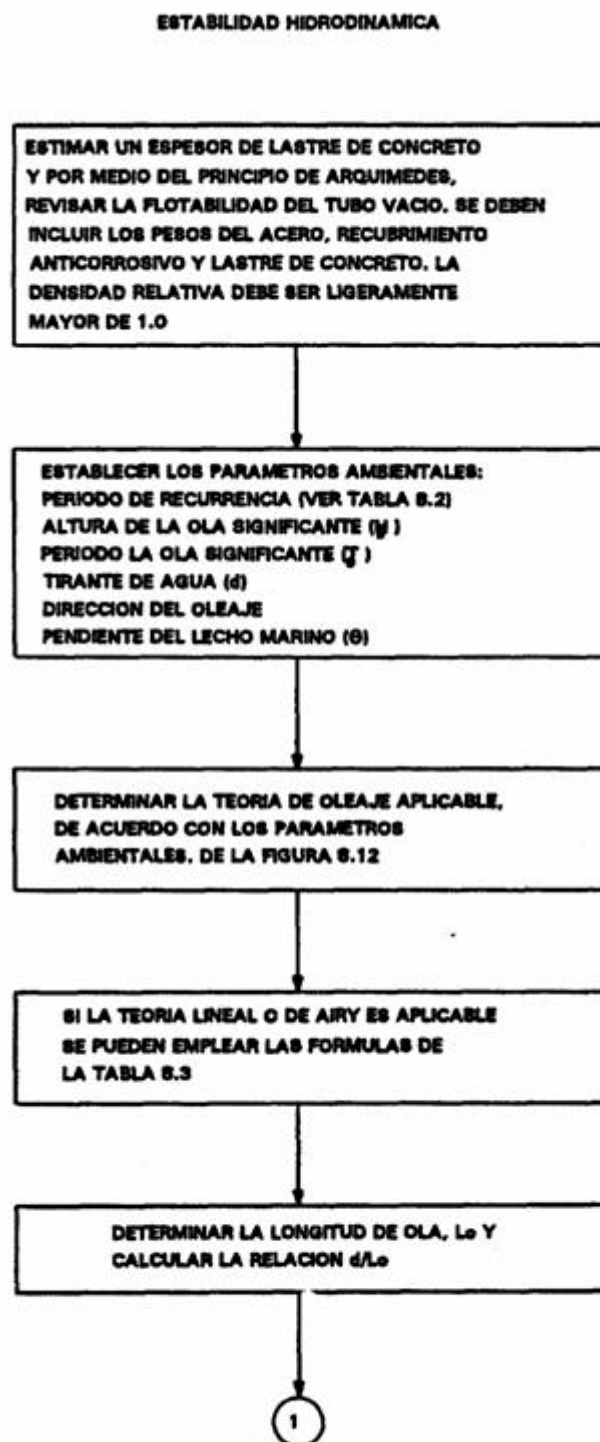 ESTABILIDAD HIDRODINAMICA
ESTIMAR UN ESPESOR DE LASTRE DE CONCRETO
Y POR MEDIO DEL PRINCIPIO DE ARQUIMEDES,
REVISAR LA FLOTABILIDAD DEL TUBO VACIO. SE DEBEN
INCLUIR LOS PESOS DEL ACERO, RECUBRIMIENTO
ANTICORROSIVO Y LASTRE DE CONCRETO. LA
DENSIDAD RELATIVA DEBE SER LIGERAMENTE
MAYOR DE 1.0
ESTABLECER LOS PARAMETROS AMBIENTALES:
PERIODO DE RECURRENCIA (VER TABLA 6.2)
ALTURA DE LA OLA SIGNIFICANTE ( )
PERIODO LA OLA SIGNIFICANTE ( )
TIRANTE DE AGUA (d)
DIRECCION DEL OLEAJE
PENDIENTE DEL LECHO MARINO (θ)
DETERMINAR LA TEORIA DE OLEAJE APLICABLE,
DE ACUERDO CON LOS PARAMETROS
AMBIENTALES. DE LA FIGURA 6.12
SI LA TEORIA LINEAL O DE AIRY ES APLICABLE
SE PUEDEN EMPLEAR LAS FORMULAS DE
LA TABLA 6.3
DETERMINAR LA LONGITUD DE OLA, Lo Y
CALCULAR LA RELACION d/Lo
1